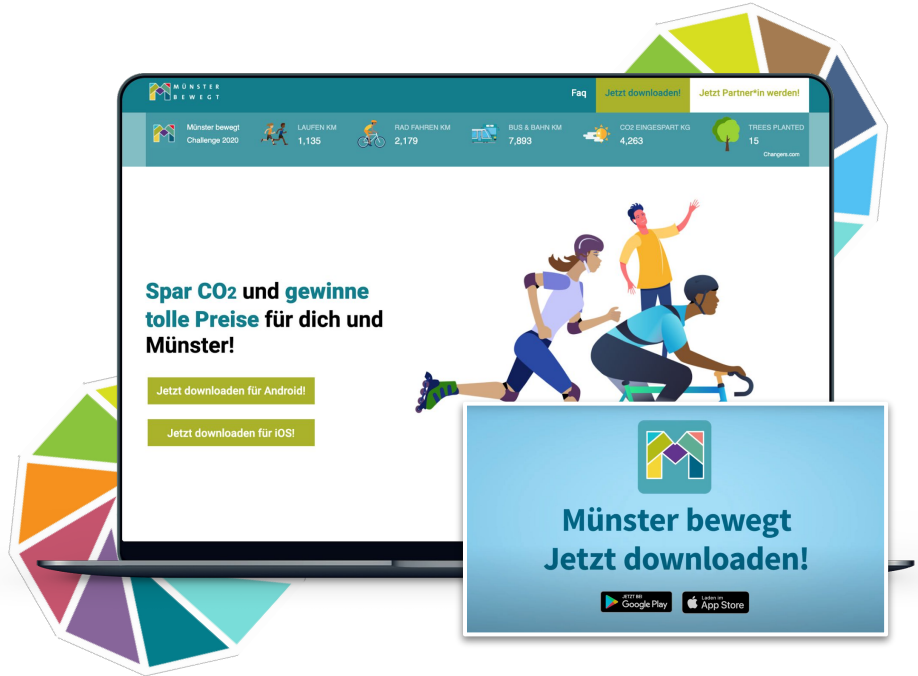 MÜNSTER
BEWEGT
Faq
Jetzt downloaden!
Jetzt Partner*in werden!
Münster bewegt
Challenge 2020
LAUFEN KM
1,135
RAD FAHREN KM
2,179
BUS & BAHN KM
7,893
CO2 EINGESPART KG
4,263
TREES PLANTED
15
Changers.com
Spar CO2 und gewinne
tolle Preise für dich und
Münster!
Jetzt downloaden für Android!
Jetzt downloaden für iOS!
Münster bewegt
Jetzt downloaden!
JETZT BEI
Google Play
Laden im
App Store